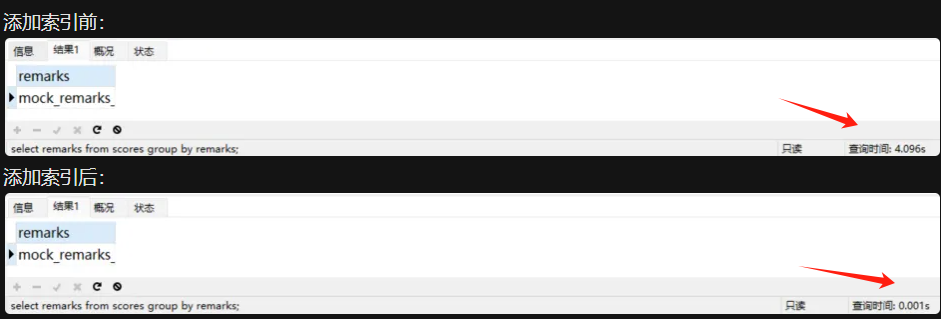 添加索引前：
信息 结果1 概况 状态
remarks
mock_remarks_
select remarks from scores group by remarks; 只读 查询时间: 4.096s
添加索引后：
信息 结果1 概况 状态
remarks
mock_remarks_
select remarks from scores group by remarks; 只读 查询时间: 0.001s